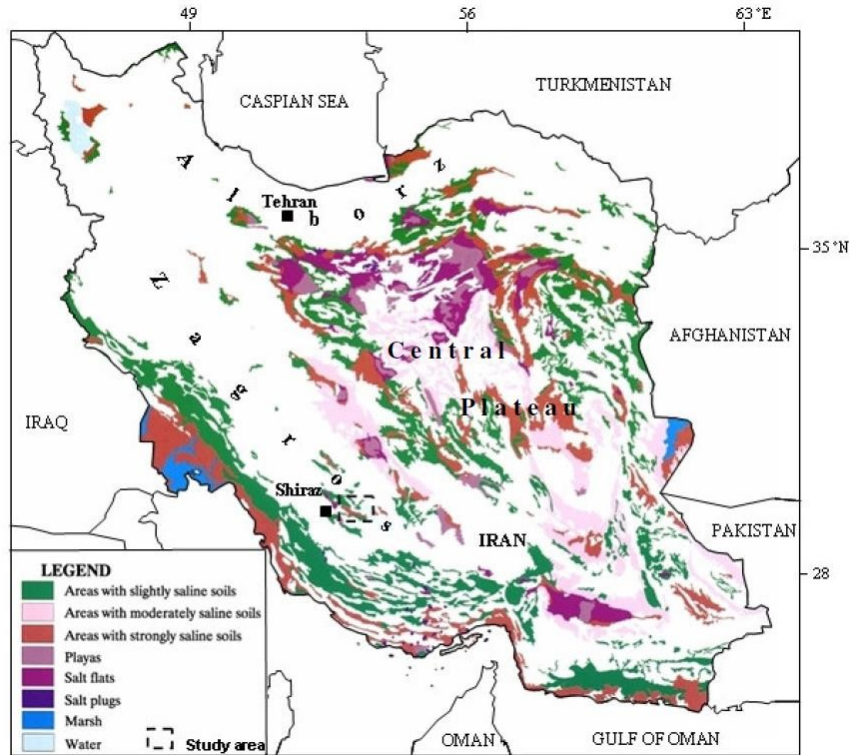 49
56
63°E
TURKMENISTAN
CASPIAN SEA
Alborz
Tehran
35°N
Zagros
AFGHANISTAN
Central
Plateau
IRAQ
Shiraz
PAKISTAN
IRAN
28
LEGEND
Areas with slightly saline soils
Areas with moderately saline soils
Areas with strongly saline soils
Playas
Salt flats
Salt plugs
Marsh
Water
Study area
OMAN
GULF OF OMAN